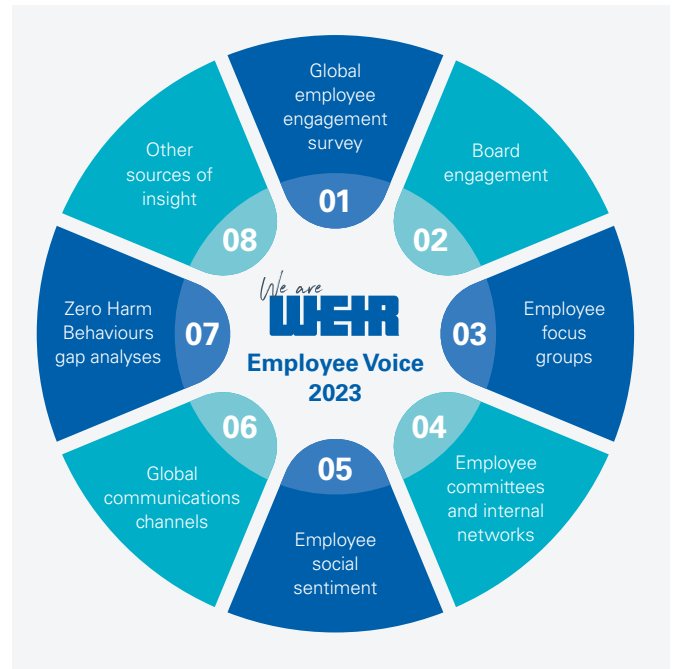 Global
employee
engagement
survey
01
Board
engagement
02
Employee
focus
groups
03
Employee
committees
and internal
networks
04
Employee
social
sentiment
05
Global
communications
channels
06
Zero Harm
Behaviours
gap analyses
07
Other
sources of
insight
08
We are
WEIR
Employee Voice
2023